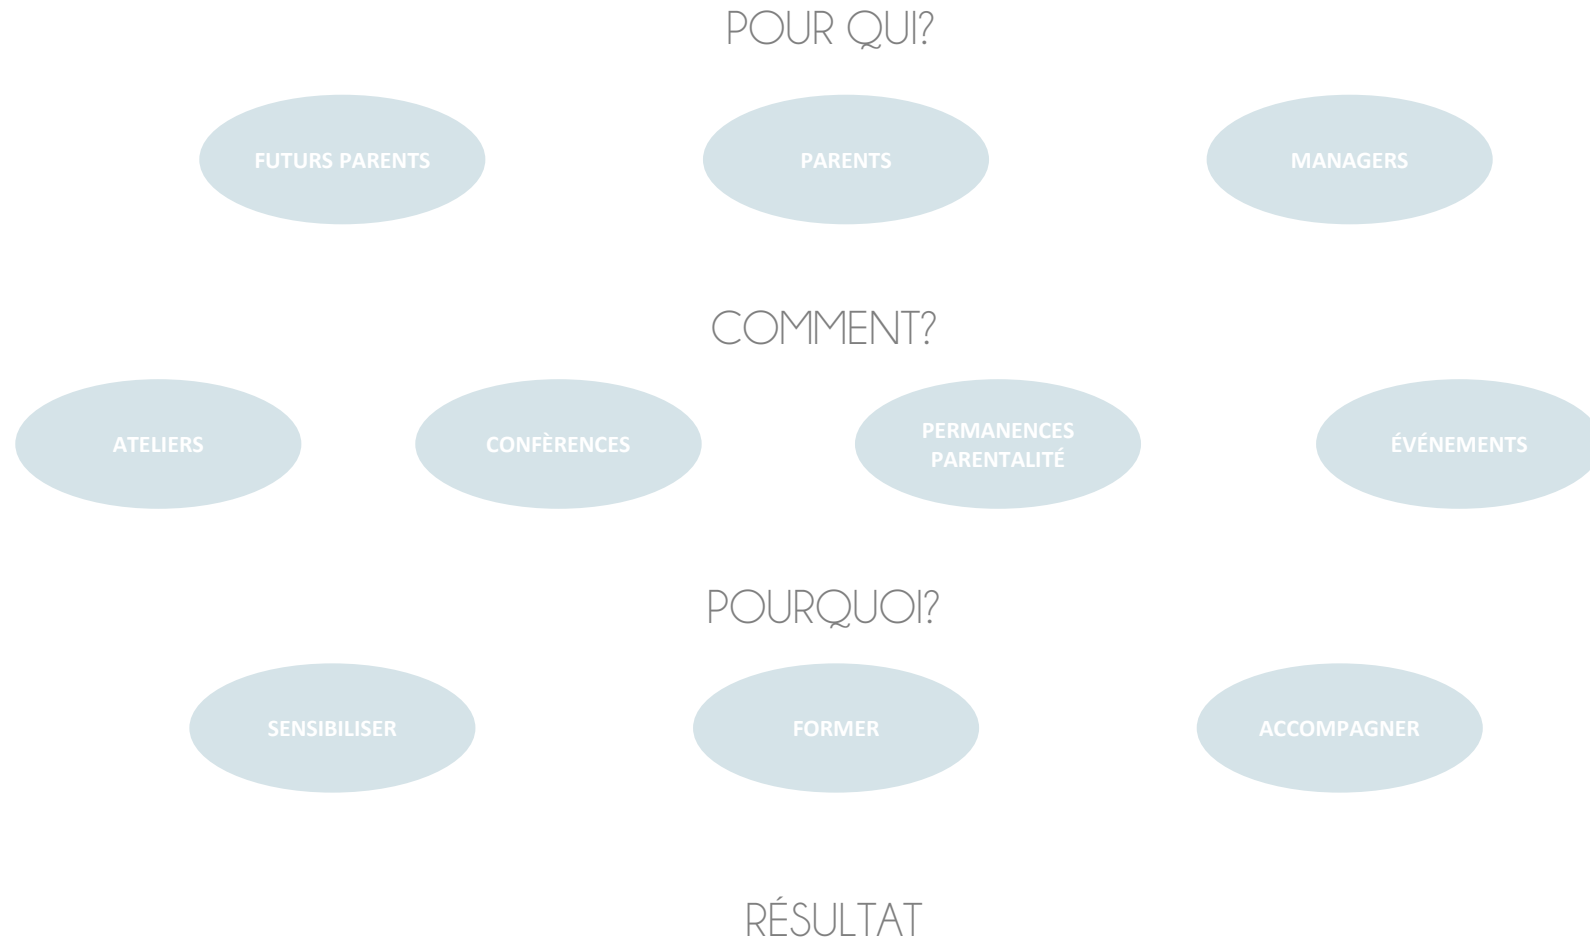 POUR QUI?
FUTURS PARENTS
PARENTS
MANAGERS
COMMENT?
ATELIERS
CONFÈRENCES
PERMANENCES
PARENTALITÉ
ÉVÉNEMENTS
POURQUOI?
SENSIBILISER
FORMER
ACCOMPAGNER
RÉSULTAT